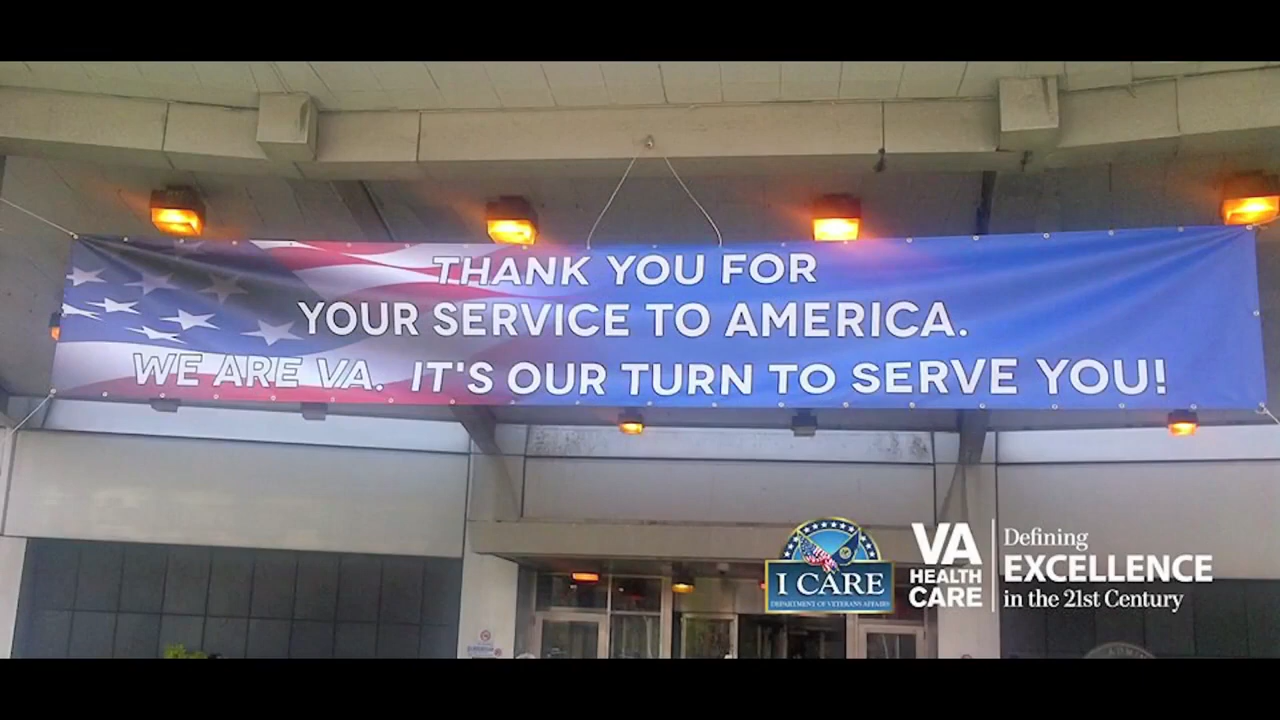 THANK YOU FOR
YOUR SERVICE TO AMERICA.
WE ARE VA. IT'S OUR TURN TO SERVE YOU!
I CARE
DEPARTMENT OF VETERANS AFFAIRS
VA
HEALTH
CARE
Defining
EXCELLENCE
in the 21st Century